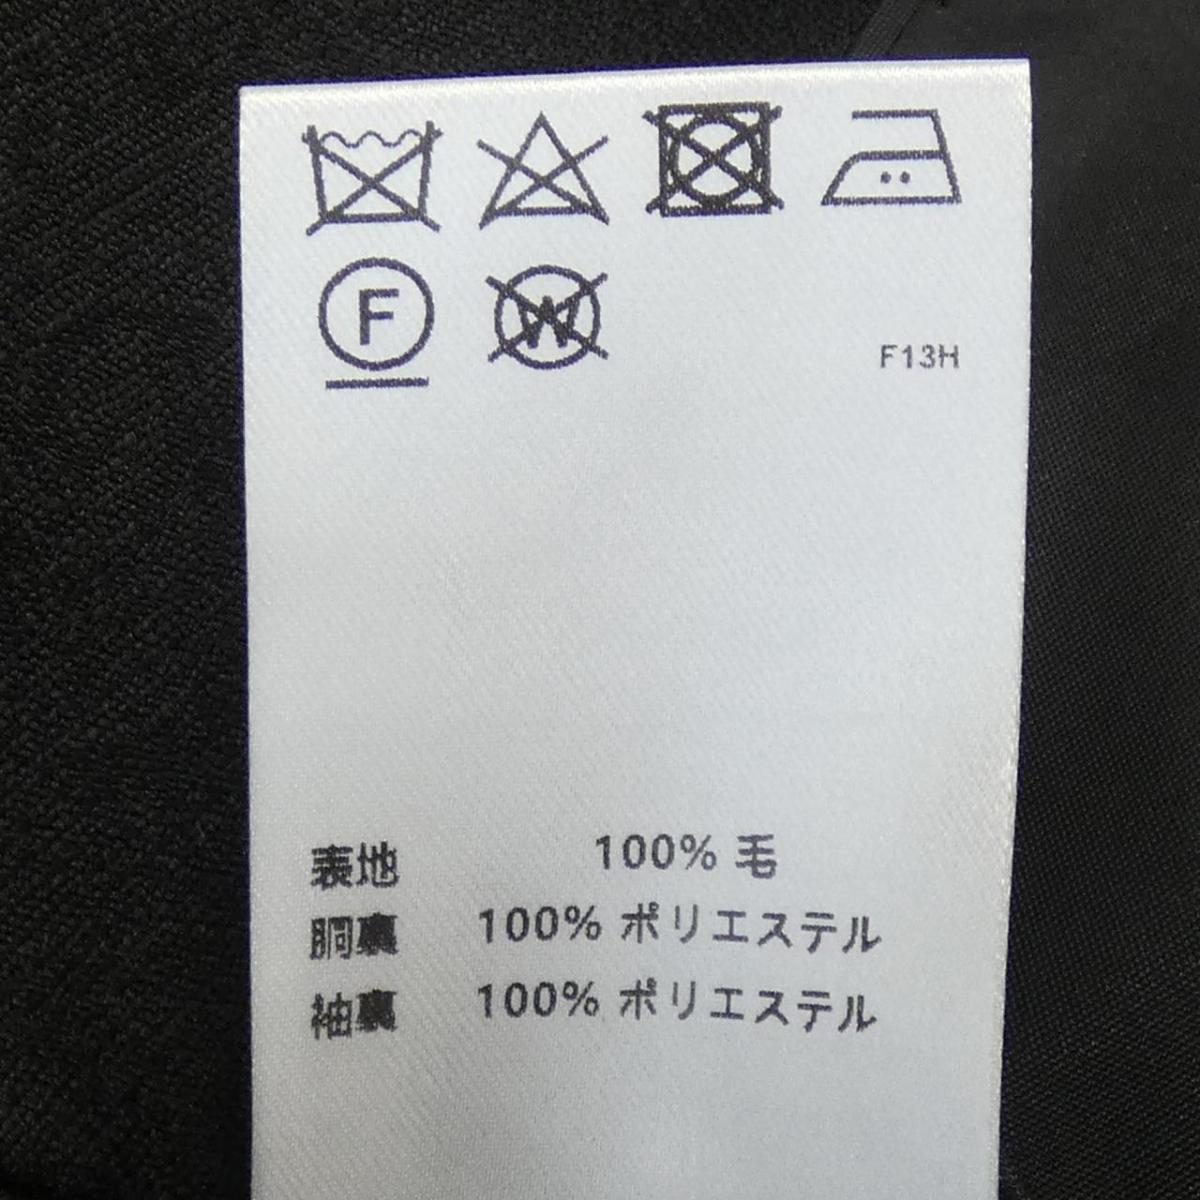 F
W
F13H
表地 100% 毛
胴裏 100% ポリエステル
袖裏 100% ポリエステル